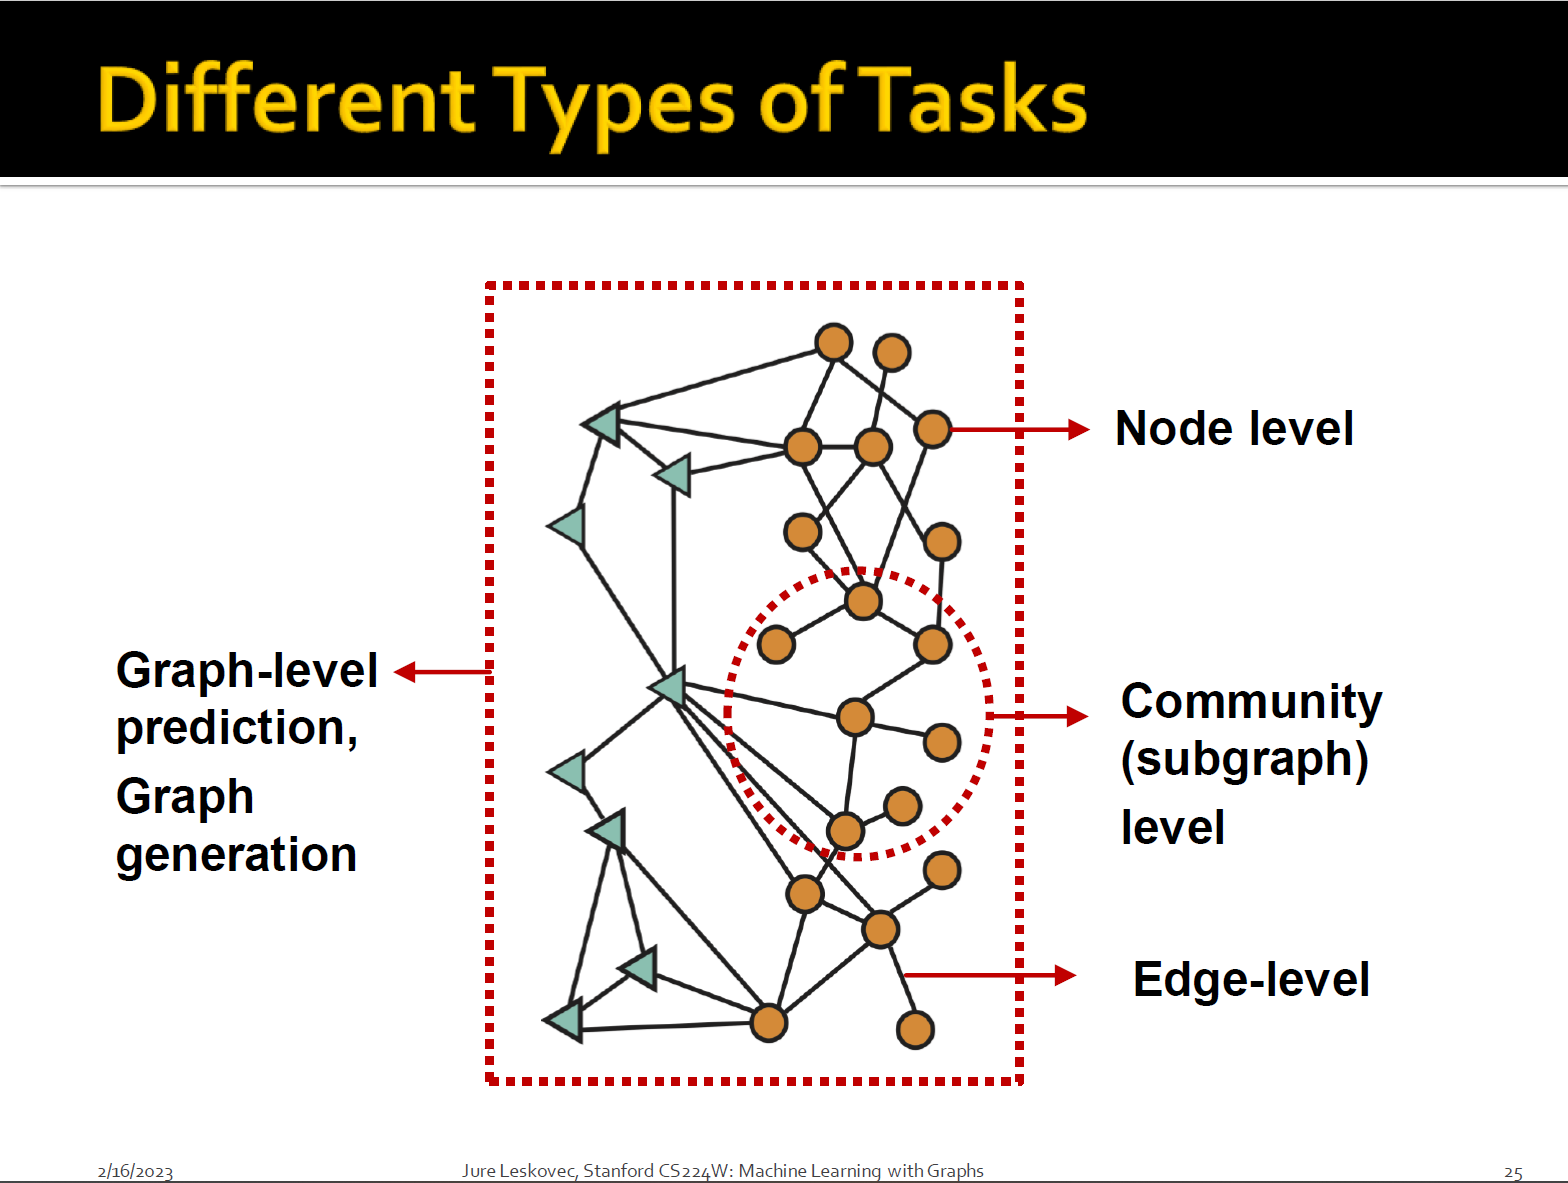 Different Types of Tasks
Node level
Graph-level
prediction,
Graph
generation
Community
(subgraph)
level
Edge-level
2/16/2023
Jure Leskovec, Stanford CS224W: Machine Learning with Graphs
25